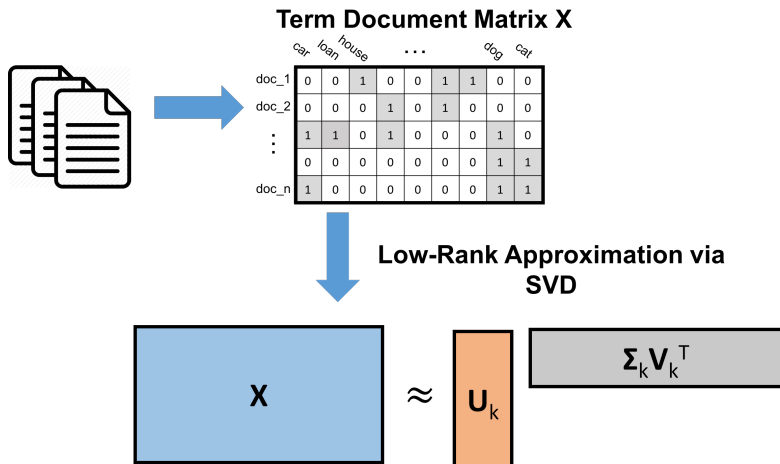 Term Document Matrix X
car loan house ... dog cat
doc_1 0 0 1 0 0 1 1 0 0
doc_2 0 0 0 1 0 1 0 0 0
⋮ 1 1 0 1 0 0 0 1 0
0 0 0 0 0 0 0 1 1
doc_n 1 0 0 0 0 0 0 1 1
Low-Rank Approximation via
SVD
X ≈ U_k Σ_k V_k^T